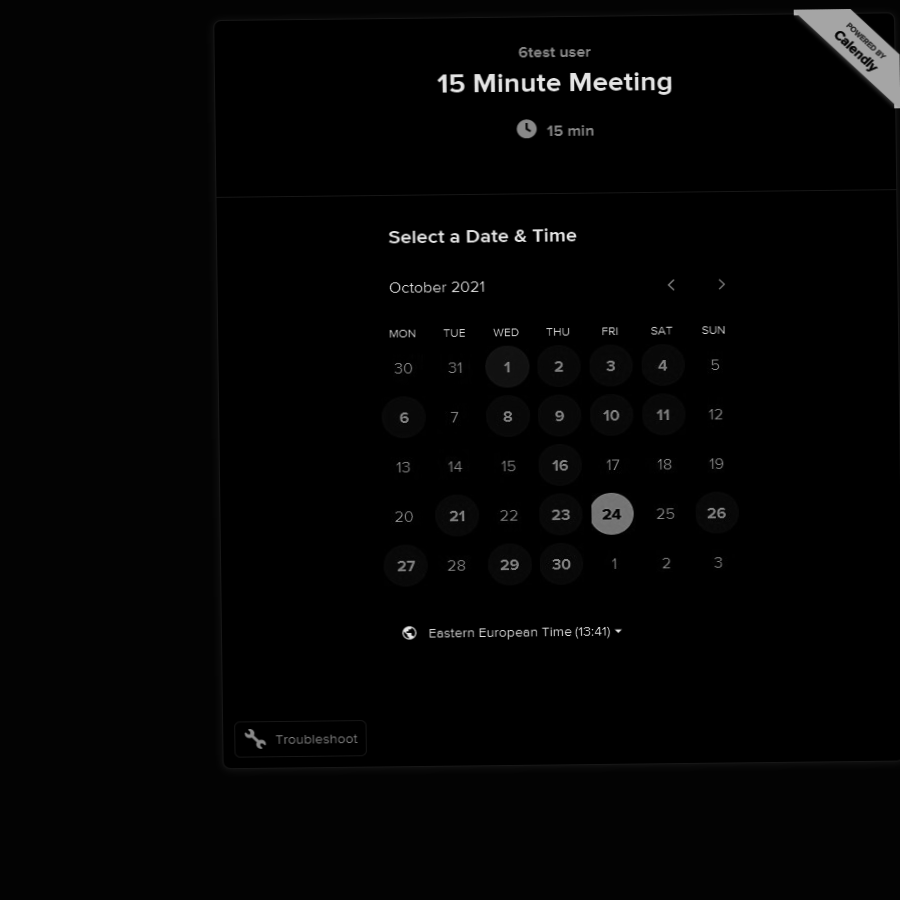 POWERED BY
Calendly
6test user
15 Minute Meeting
15 min
Select a Date & Time
October 2021
MON TUE WED THU FRI SAT SUN
30 31 1 2 3 4 5
6 7 8 9 10 11 12
13 14 15 16 17 18 19
20 21 22 23 24 25 26
27 28 29 30 1 2 3
Eastern European Time (13:41)
Troubleshoot